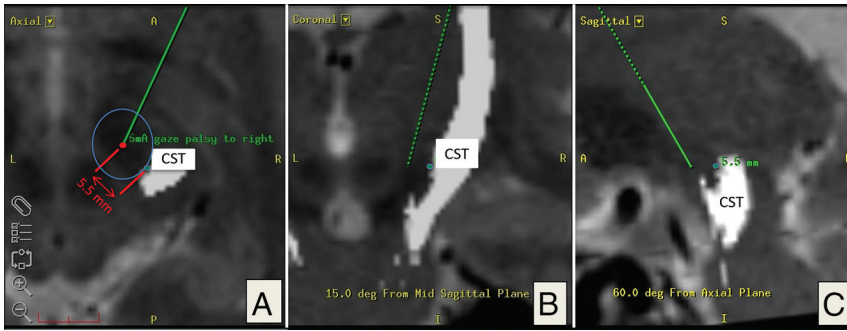 Axial
A
L
R
5mA gaze palsy to right
CST
5.5 mm
P
A
Coronal
S
L
R
CST
15.0 deg From Mid Sagittal Plane
I
B
Sagittal
S
A
P
5.5 mm
CST
60.0 deg From Axial Plane
I
C